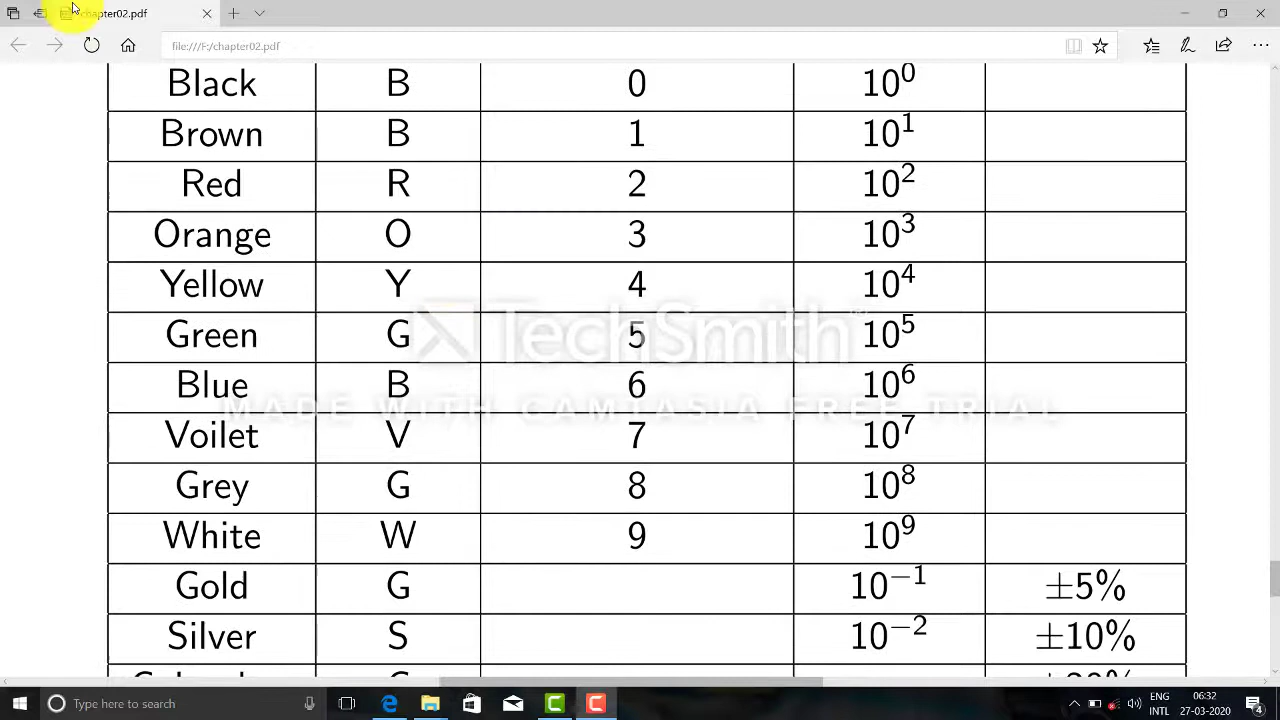 chapter02.pdf
file:///F:/chapter02.pdf
Black B 0 10⁰
Brown B 1 10¹
Red R 2 10²
Orange O 3 10³
Yellow Y 4 10⁴
Green G 5 10⁵
Blue B 6 10⁶
Voilet V 7 10⁷
Grey G 8 10⁸
White W 9 10⁹
Gold G 10⁻¹ ±5%
Silver S 10⁻² ±10%
TechSmith
MADE WITH CAMTASIA FREE TRIAL
Type here to search
ENG
INTL
06:32
27-03-2020